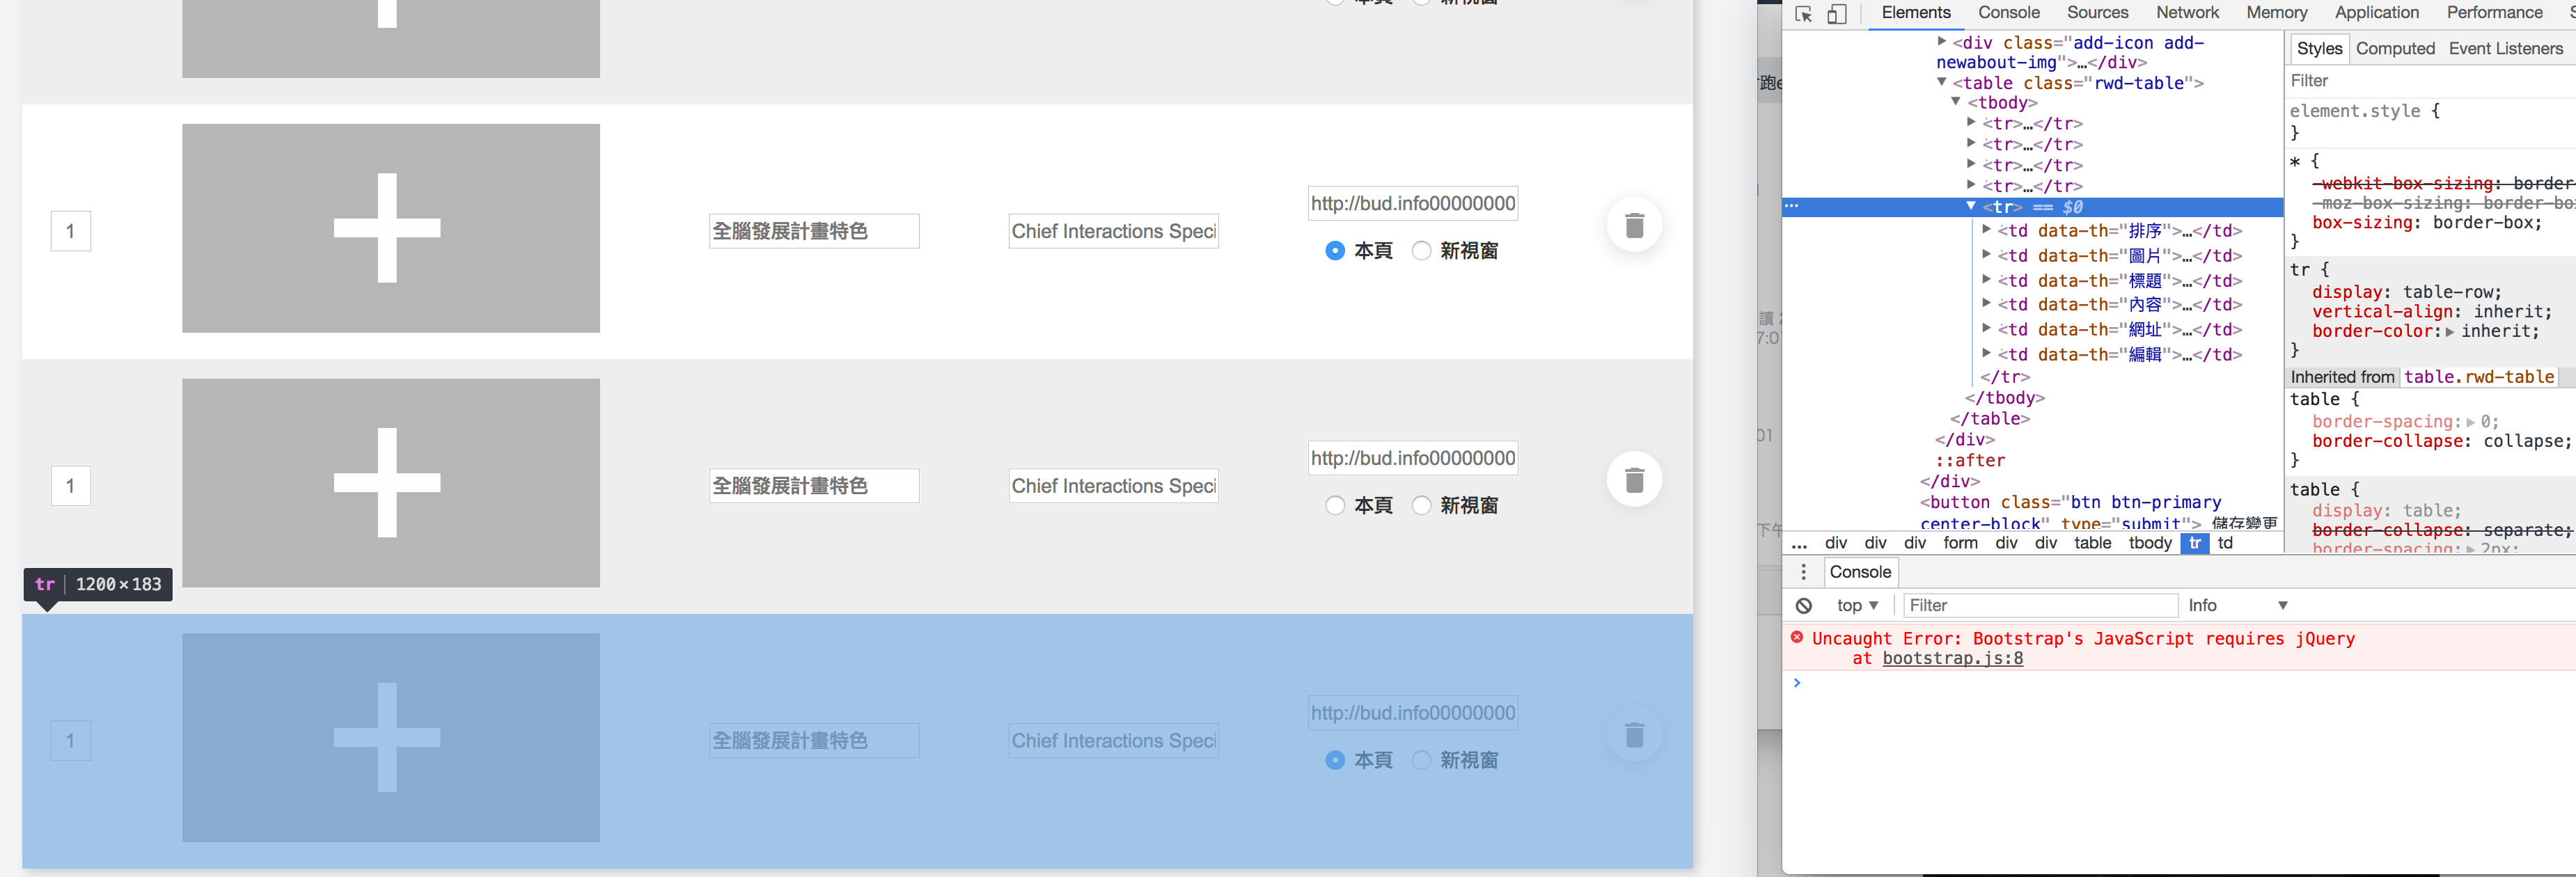 本頁 新視窗
1
全腦發展計畫特色
Chief Interactions Speci
http://bud.info00000000
本頁 新視窗
1
全腦發展計畫特色
Chief Interactions Speci
http://bud.info00000000
本頁 新視窗
tr 1200×183
1
全腦發展計畫特色
Chief Interactions Speci
http://bud.info00000000
本頁 新視窗
Elements Console Sources Network Memory Application Performance
▶<div class="add-icon add-
newabout-img">…</div>
▼<table class="rwd-table">
▼<tbody>
▶<tr>…</tr>
▶<tr>…</tr>
▶<tr>…</tr>
▶<tr>…</tr>
… ▼<tr> == $0
▶<td data-th="排序">…</td>
▶<td data-th="圖片">…</td>
▶<td data-th="標題">…</td>
▶<td data-th="內容">…</td>
▶<td data-th="網址">…</td>
▶<td data-th="編輯">…</td>
</tr>
</tbody>
</table>
</div>
::after
</div>
<button class="btn btn-primary
center-block" type="submit"> 儲存變更
… div div div form div div table tbody tr td
Styles Computed Event Listeners
Filter
element.style {
}
* {
-webkit-box-sizing: border-
-moz-box-sizing: border-bo
box-sizing: border-box;
}
tr {
display: table-row;
vertical-align: inherit;
border-color:▶inherit;
}
Inherited from table.rwd-table
table {
border-spacing:▶0;
border-collapse: collapse;
}
table {
display: table;
border-collapse: separate;
border-spacing:▶2px;
Console
top ▼ Filter Info ▼
Uncaught Error: Bootstrap's JavaScript requires jQuery
at bootstrap.js:8
>